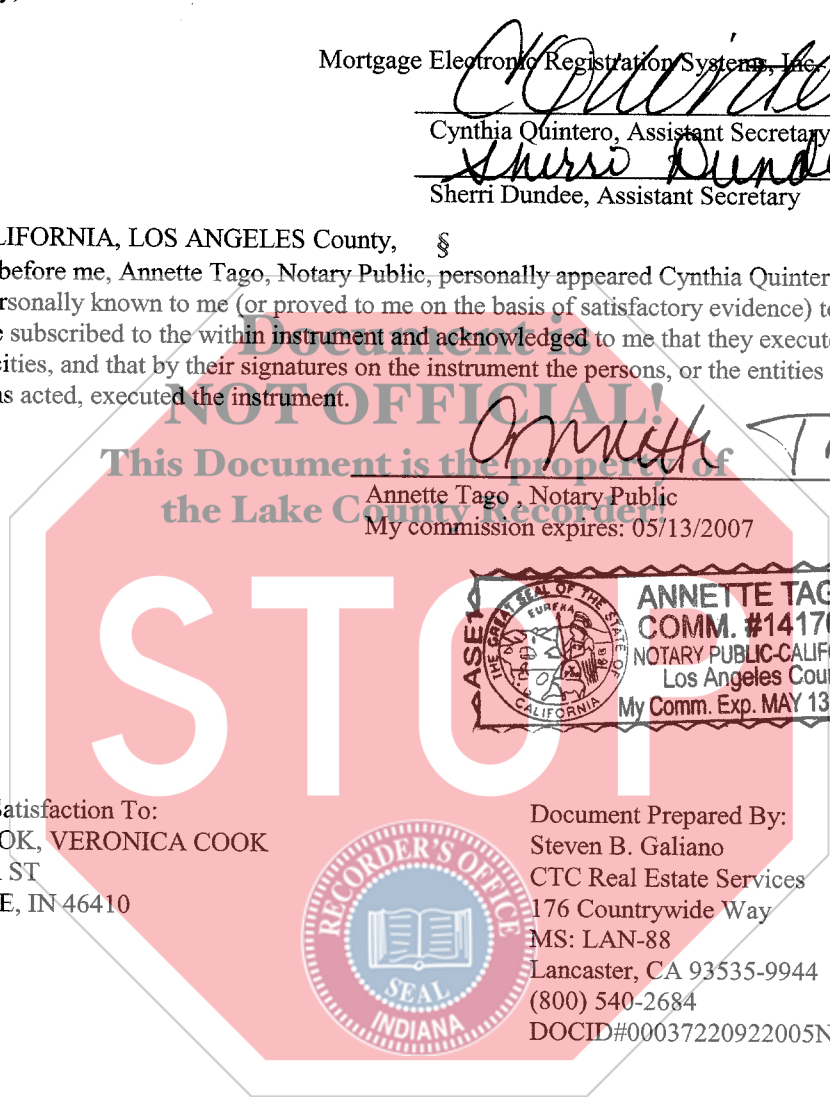 Mortgage Electronic Registration Systems, Inc.
CQuinte
Cynthia Quintero, Assistant Secretary
Sherri Dunde
Sherri Dundee, Assistant Secretary
LIFORNIA, LOS ANGELES County, §
before me, Annette Tago, Notary Public, personally appeared Cynthia Quinter
rsonally known to me (or proved to me on the basis of satisfactory evidence) to
e subscribed to the within instrument and acknowledged to me that they execute
cities, and that by their signatures on the instrument the persons, or the entities
as acted, executed the instrument.
Document is
NOT OFFICIAL!
This Document is the property of
the Lake County Recorder!
Annette T
Annette Tago , Notary Public
My commission expires: 05/13/2007
STOP
ASE1
THE GREAT SEAL OF THE STATE OF CALIFORNIA
EUREKA
ANNETTE TAG
COMM. #1417
NOTARY PUBLIC-CALIF
Los Angeles Cou
My Comm. Exp. MAY 13
Satisfaction To:
OK, VERONICA COOK
ST
E, IN 46410
Document Prepared By:
Steven B. Galiano
CTC Real Estate Services
176 Countrywide Way
MS: LAN-88
Lancaster, CA 93535-9944
(800) 540-2684
DOCID#00037220922005N
RECORDER'S OFFICE
SEAL
INDIANA